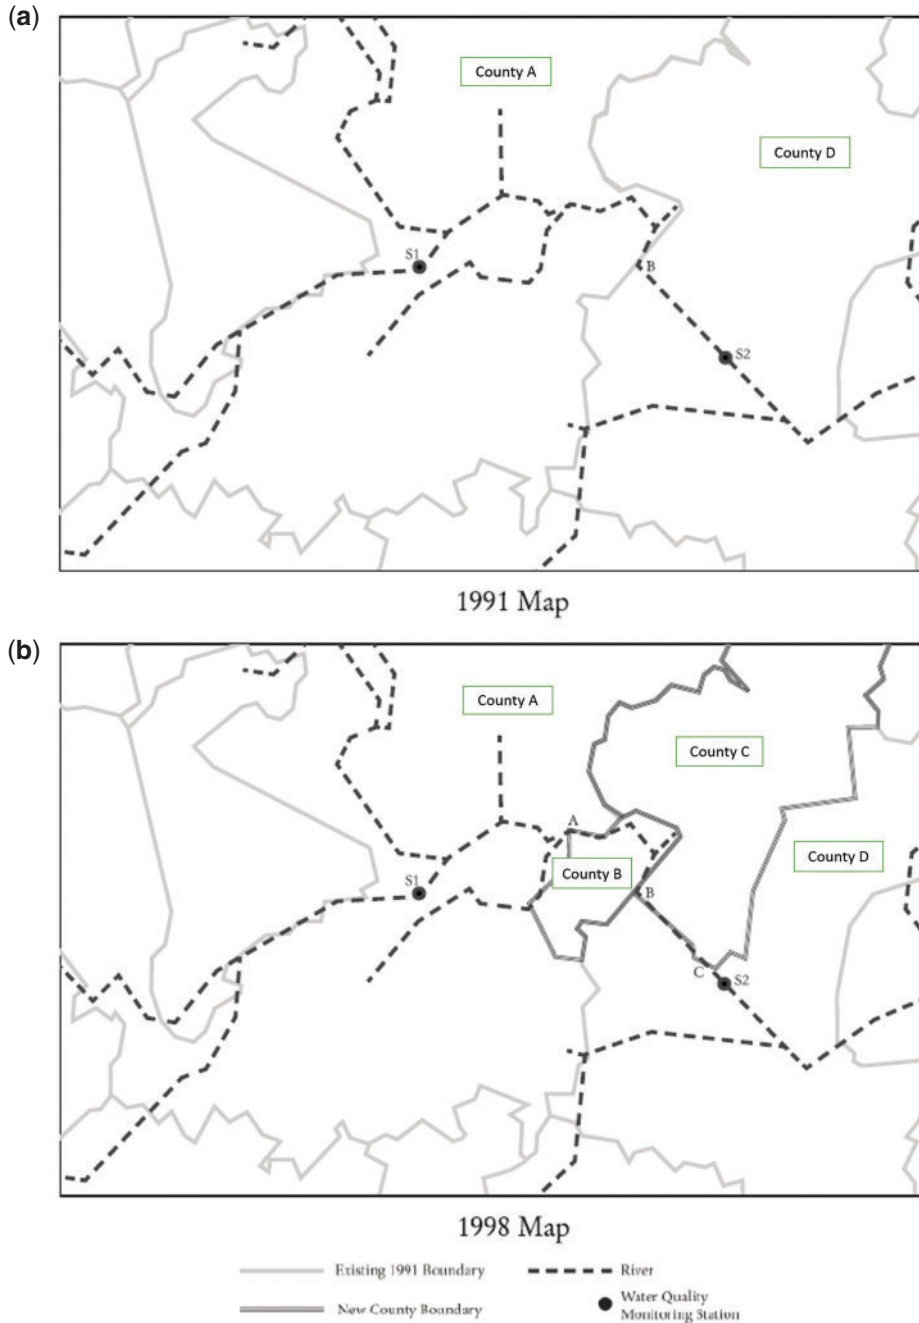 (a)
County A
County D
S1
B
S2
1991 Map
(b)
County A
County C
A
County D
S1
County B
B
C
S2
1998 Map
Existing 1991 Boundary
River
New County Boundary
Water Quality
Monitoring Station